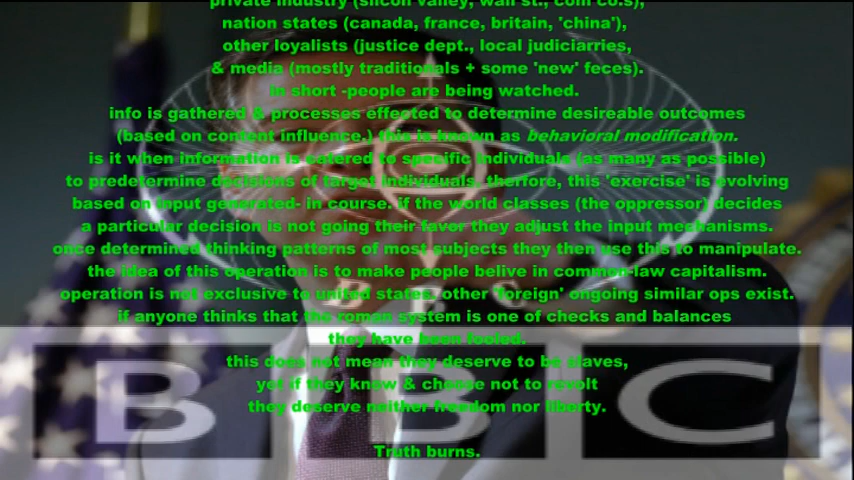 private industry (silicon valley, wall st., com co.s),
nation states (canada, france, britain, 'china'),
other loyalists (justice dept., local judiciarries,
& media (mostly traditionals + some 'new' feces).
in short -people are being watched.
info is gathered & processes effected to determine desireable outcomes
(based on content influence.) this is known as behavioral modification.
is it when information is catered to specific individuals (as many as possible)
to predetermine decisions of target individuals. therfore, this 'exercise' is evolving
based on input generated- in course. if the world classes (the oppressor) decides
a particular decision is not going their favor they adjust the input mechanisms.
once determined thinking patterns of most subjects they then use this to manipulate.
the idea of this operation is to make people belive in common-law capitalism.
operation is not exclusive to united states, other 'foreign' ongoing similar ops exist.
if anyone thinks that the roman system is one of checks and balances
they have been fooled.
this does not mean they deserve to be slaves,
yet if they know & choose not to revolt
they deserve neither freedom nor liberty.
BBC
Truth burns.